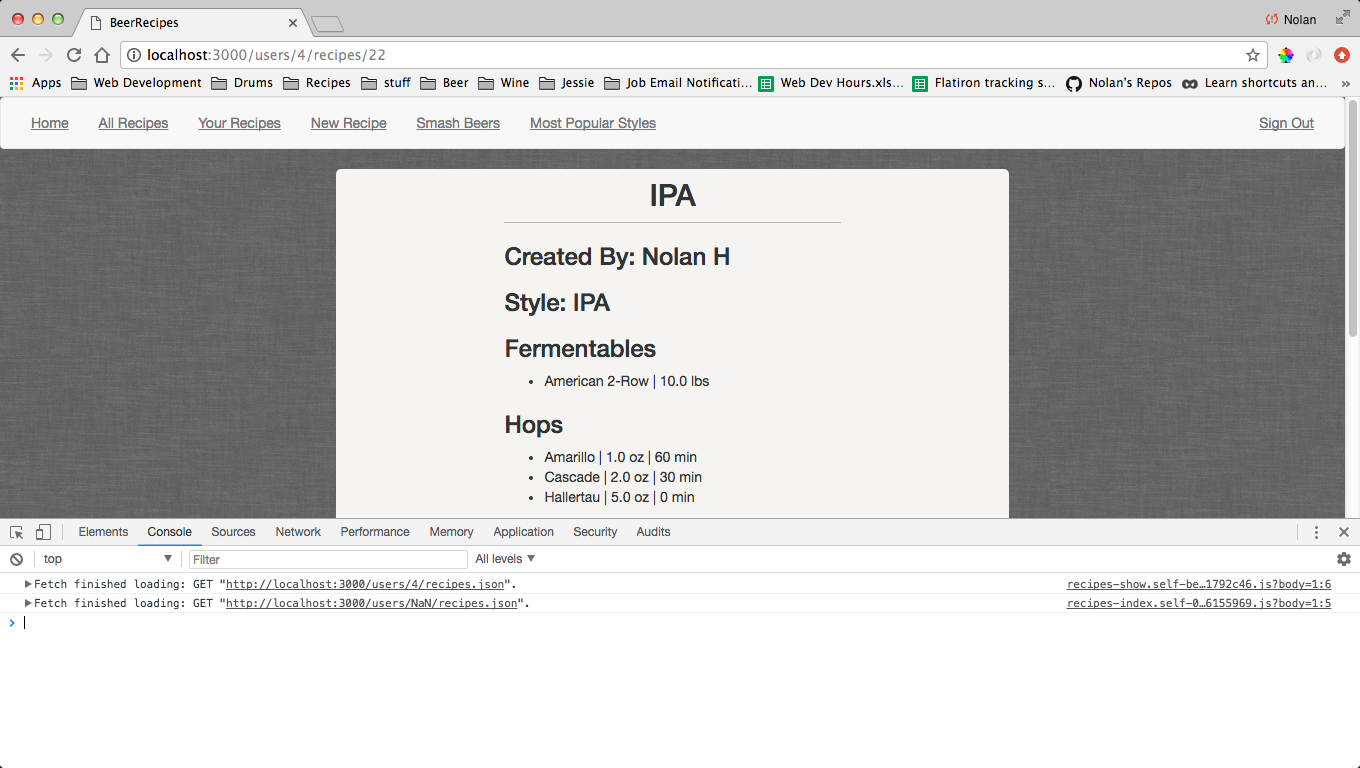 BeerRecipes
Nolan
localhost:3000/users/4/recipes/22
Apps Web Development Drums Recipes stuff Beer Wine Jessie Job Email Notificati... Web Dev Hours.xls... Flatiron tracking s... Nolan's Repos Learn shortcuts an... »
Home All Recipes Your Recipes New Recipe Smash Beers Most Popular Styles Sign Out
IPA
Created By: Nolan H
Style: IPA
Fermentables
• American 2-Row | 10.0 lbs
Hops
• Amarillo | 1.0 oz | 60 min
• Cascade | 2.0 oz | 30 min
• Hallertau | 5.0 oz | 0 min
Elements Console Sources Network Performance Memory Application Security Audits
top Filter All levels
Fetch finished loading: GET "http://localhost:3000/users/4/recipes.json". recipes-show.self-be…1792c46.js?body=1:6
Fetch finished loading: GET "http://localhost:3000/users/NaN/recipes.json". recipes-index.self-0…6155969.js?body=1:5